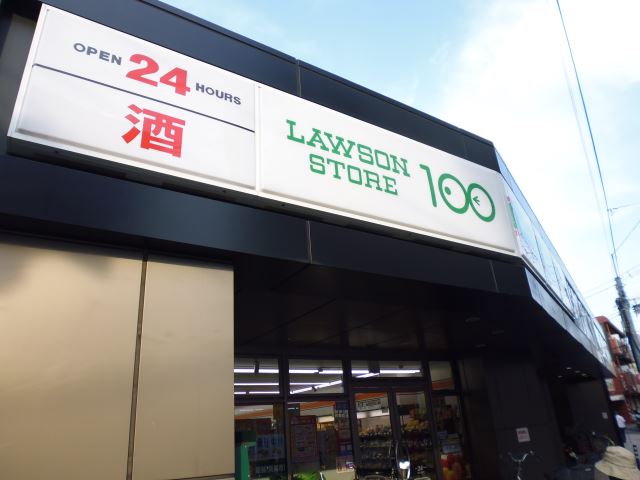 OPEN 24 HOURS
酒
LAWSON
STORE 100